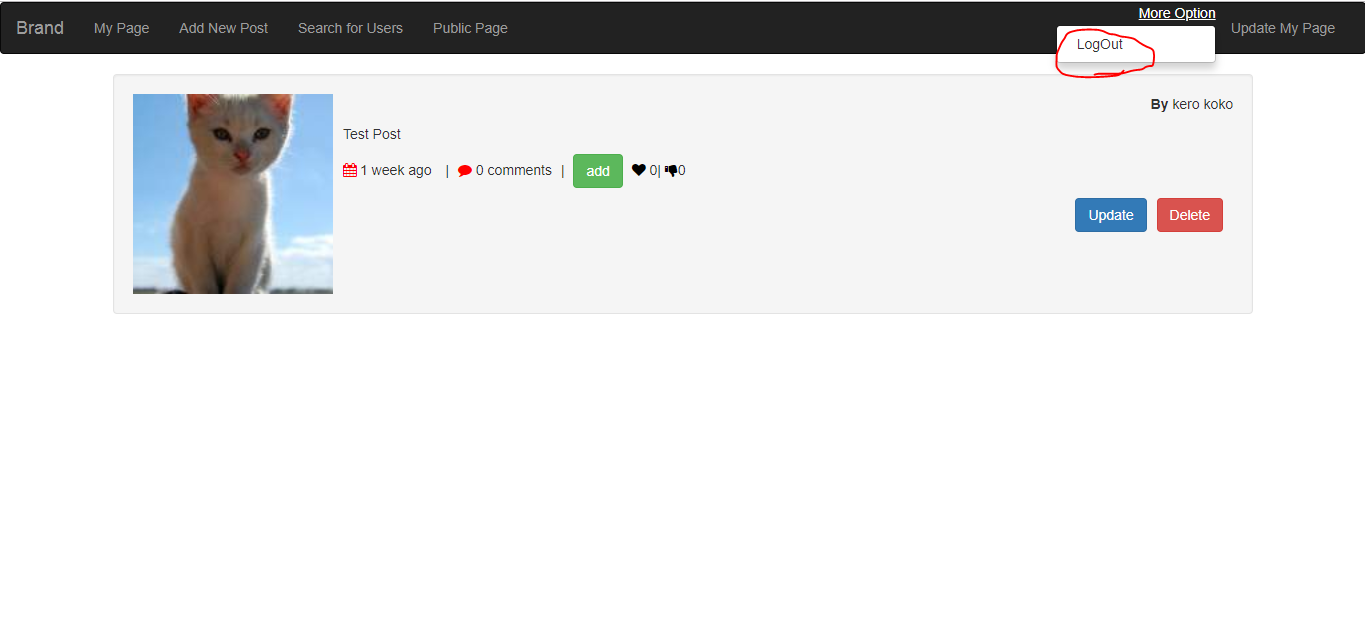 Brand My Page Add New Post Search for Users Public Page More Option Update My Page
LogOut
By kero koko
Test Post
1 week ago | 0 comments | add 0| 0
Update Delete